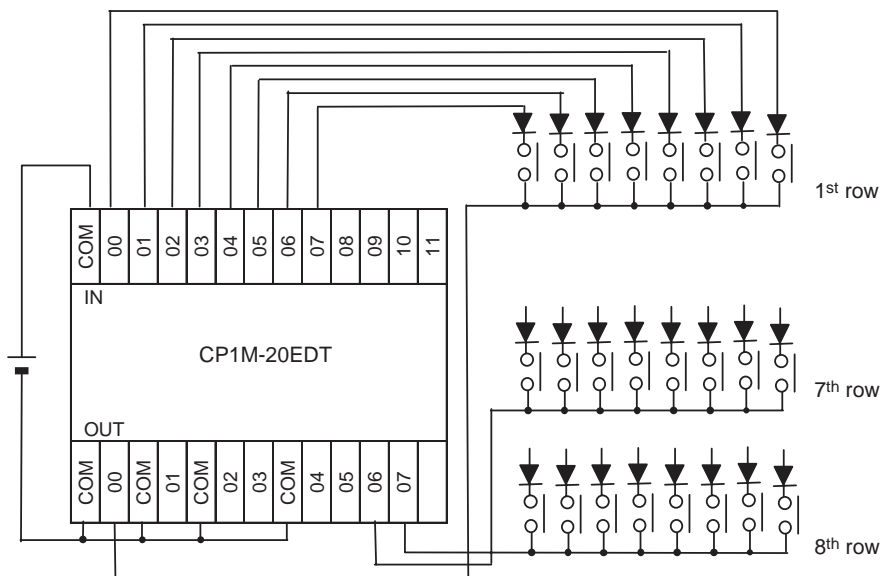 1st row
COM 00 01 02 03 04 05 06 07 08 09 10 11
IN
CP1M-20EDT
7th row
OUT
COM 00 COM 01 COM 02 03 COM 04 05 06 07
8th row